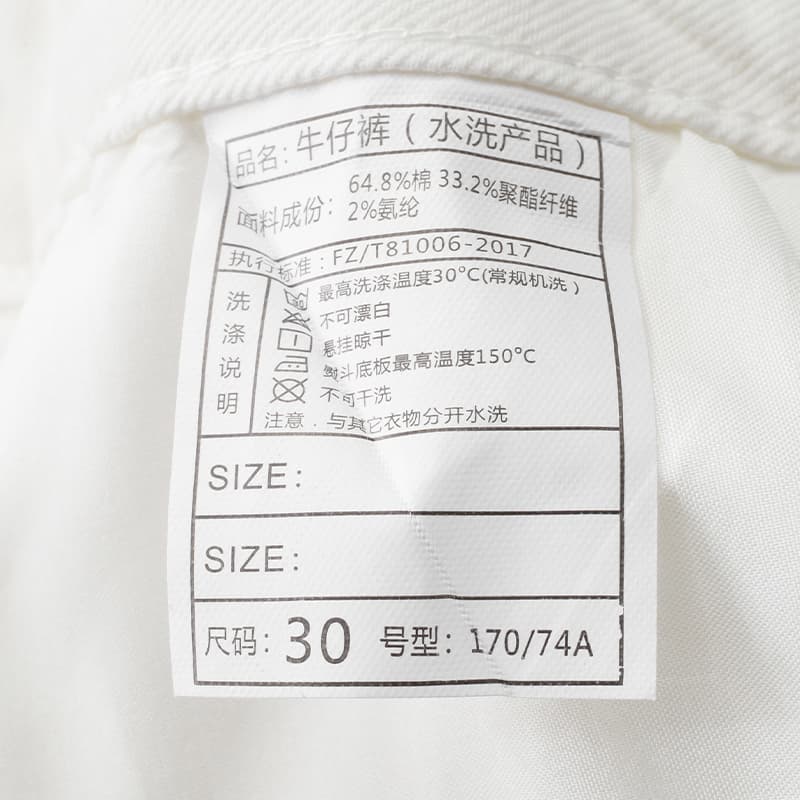 品名：牛仔裤（水洗产品）
面料成份：64.8%棉 33.2%聚酯纤维
2%氨纶
执行标准：FZ/T81006-2017
洗涤说明
最高洗涤温度30°C(常规机洗）
不可漂白
悬挂晾干
熨斗底板最高温度150°C
不可干洗
注意．与其它衣物分开水洗
SIZE：
SIZE：
尺码：30 号型：170/74A